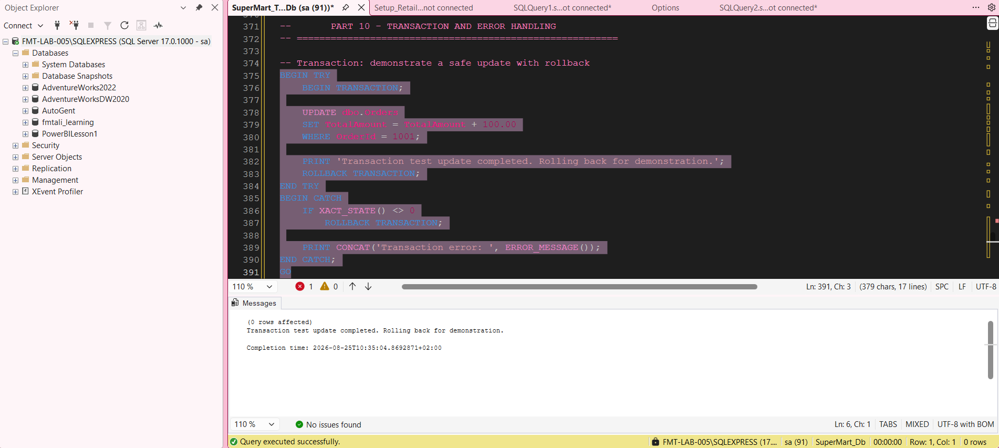 Object Explorer
Connect
FMT-LAB-005\SQLEXPRESS (SQL Server 17.0.1000 - sa)
Databases
System Databases
Database Snapshots
AdventureWorks2022
AdventureWorksDW2020
AutoGent
fmtali_learning
PowerBILesson1
Security
Server Objects
Replication
Management
XEvent Profiler
SuperMart_T...Db (sa (91))* Setup_Retail...not connected SQLQuery1.s...ot connected* Options SQLQuery2.s...ot connected*
371 -- PART 10 - TRANSACTION AND ERROR HANDLING
372 -- =========================================================
373
374 -- Transaction: demonstrate a safe update with rollback
375 BEGIN TRY
376 BEGIN TRANSACTION;
377
378 UPDATE dbo.Orders
379 SET TotalAmount = TotalAmount + 100.00
380 WHERE OrderId = 1001;
381
382 PRINT 'Transaction test update completed. Rolling back for demonstration.';
383 ROLLBACK TRANSACTION;
384 END TRY
385 BEGIN CATCH
386 IF XACT_STATE() <> 0
387 ROLLBACK TRANSACTION;
388
389 PRINT CONCAT('Transaction error: ', ERROR_MESSAGE());
390 END CATCH;
391 GO
110 % 1 0 Ln: 391, Ch: 3 (379 chars, 17 lines) SPC LF UTF-8
Messages
(0 rows affected)
Transaction test update completed. Rolling back for demonstration.
Completion time: 2026-08-25T10:35:04.8692871+02:00
110 % No issues found Ln: 6, Ch: 1 TABS MIXED UTF-8 with BOM
Query executed successfully. FMT-LAB-005\SQLEXPRESS (17.... sa (91) SuperMart_Db 00:00:00 Row: 1, Col: 1 0 rows